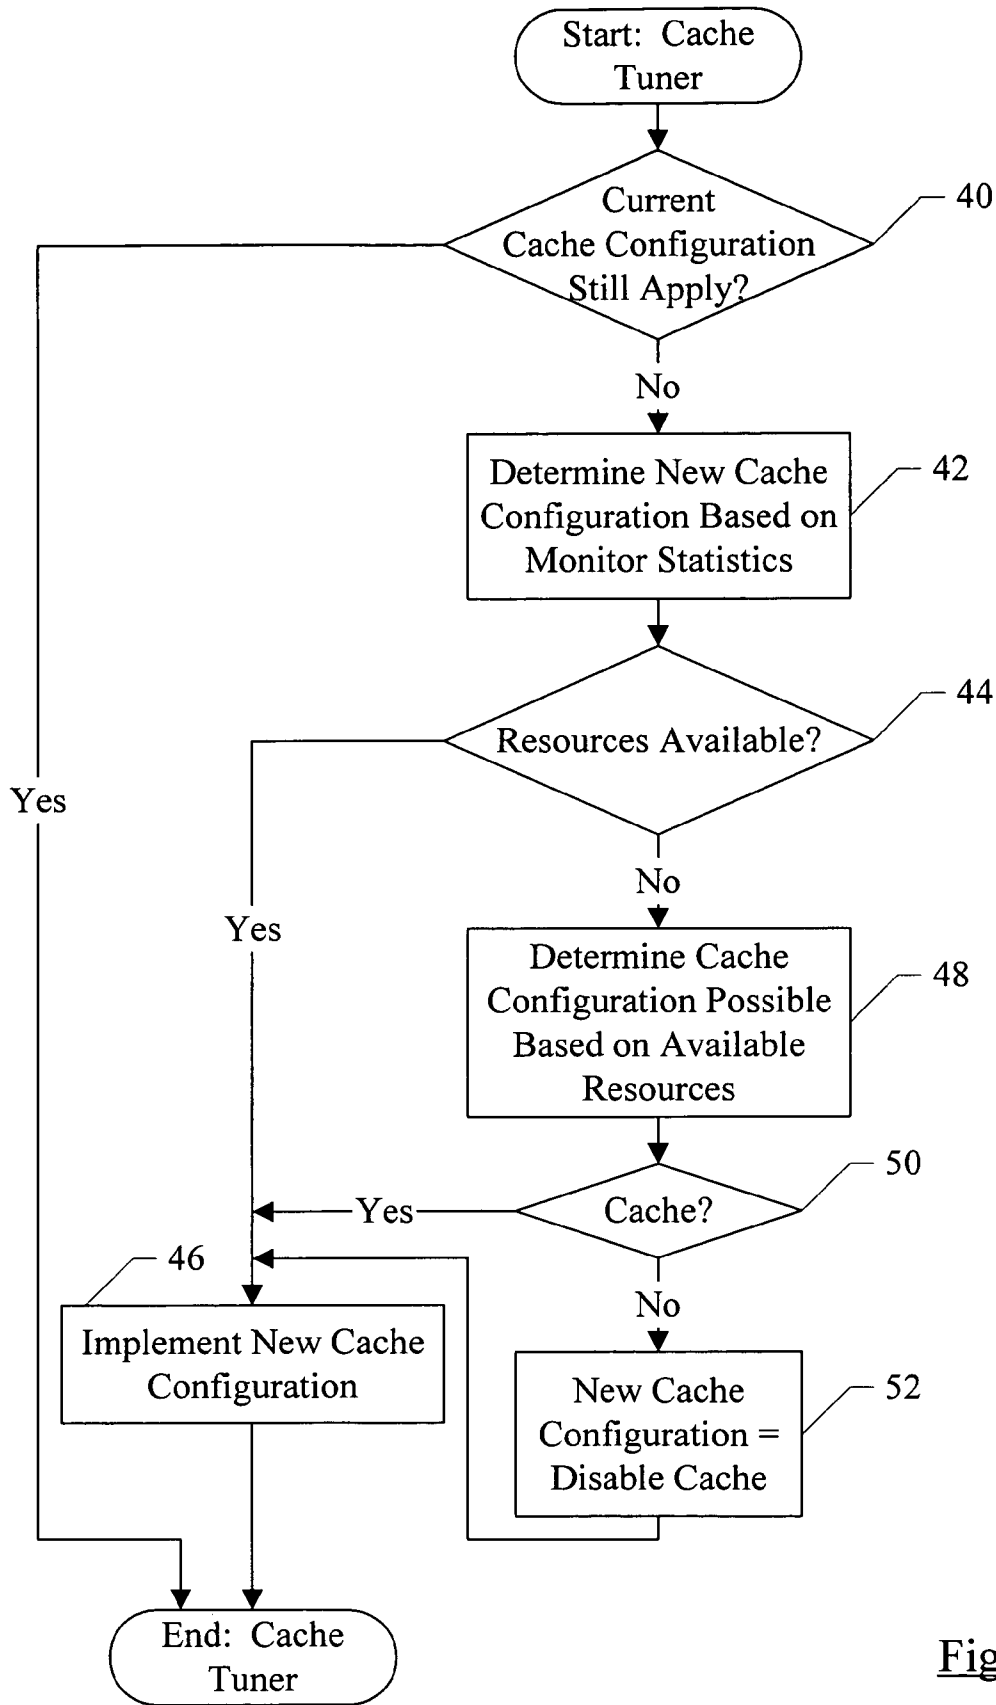 Start: Cache
Tuner
Current
Cache Configuration
Still Apply?
40
No
Determine New Cache
Configuration Based on
Monitor Statistics
42
Resources Available?
44
Yes
No
Yes
Determine Cache
Configuration Possible
Based on Available
Resources
48
Cache?
50
Yes
46
No
Implement New Cache
Configuration
New Cache
Configuration =
Disable Cache
52
End: Cache
Tuner
Fig